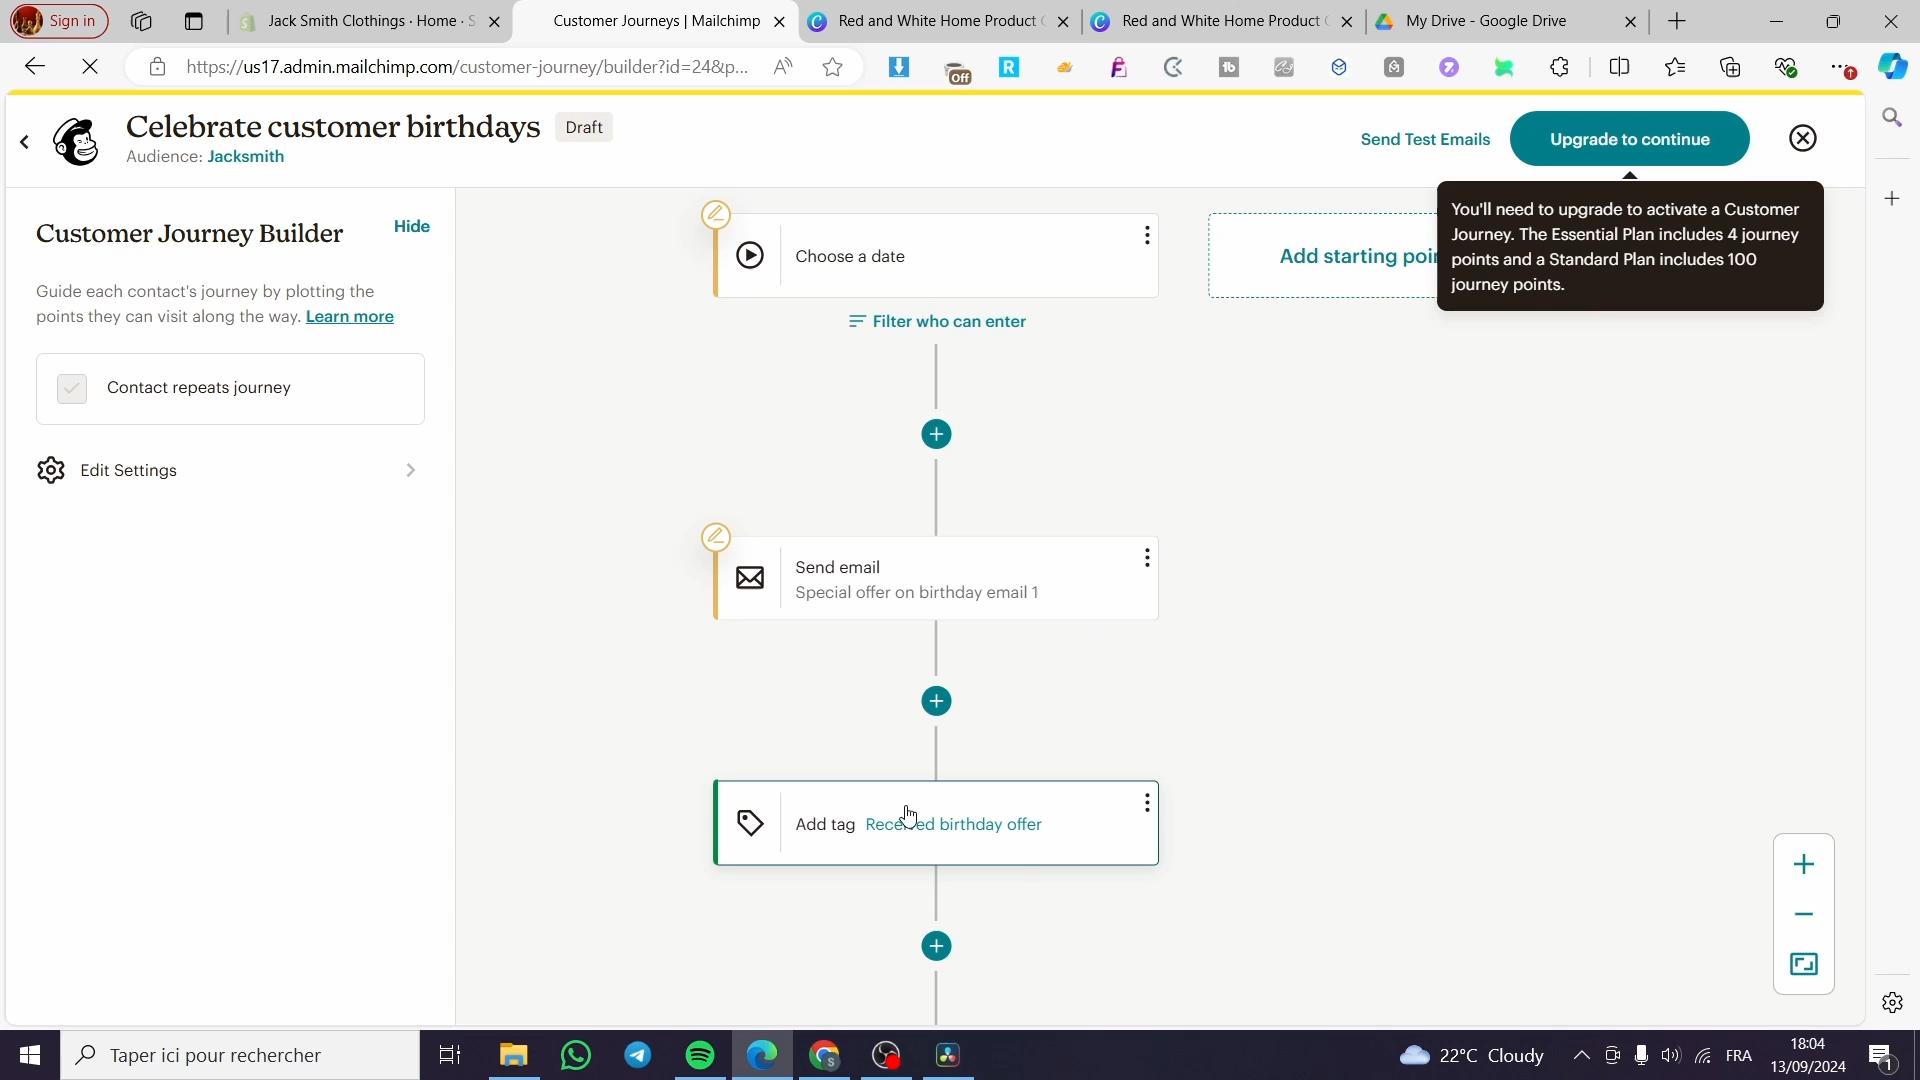 Sign in
Jack Smith Clothings · Home · S
Customer Journeys | Mailchimp
Red and White Home Product
Red and White Home Product
My Drive - Google Drive
https://us17.admin.mailchimp.com/customer-journey/builder?id=24&p...
Off
Celebrate customer birthdays
Draft
Audience: Jacksmith
Send Test Emails
Upgrade to continue
You'll need to upgrade to activate a Customer
Journey. The Essential Plan includes 4 journey
points and a Standard Plan includes 100
journey points.
Customer Journey Builder
Hide
Guide each contact's journey by plotting the
points they can visit along the way. Learn more
Contact repeats journey
Edit Settings
Choose a date
Add starting poin
Filter who can enter
Send email
Special offer on birthday email 1
Add tag Received birthday offer
Taper ici pour rechercher
22°C Cloudy
FRA
18:04
13/09/2024
1